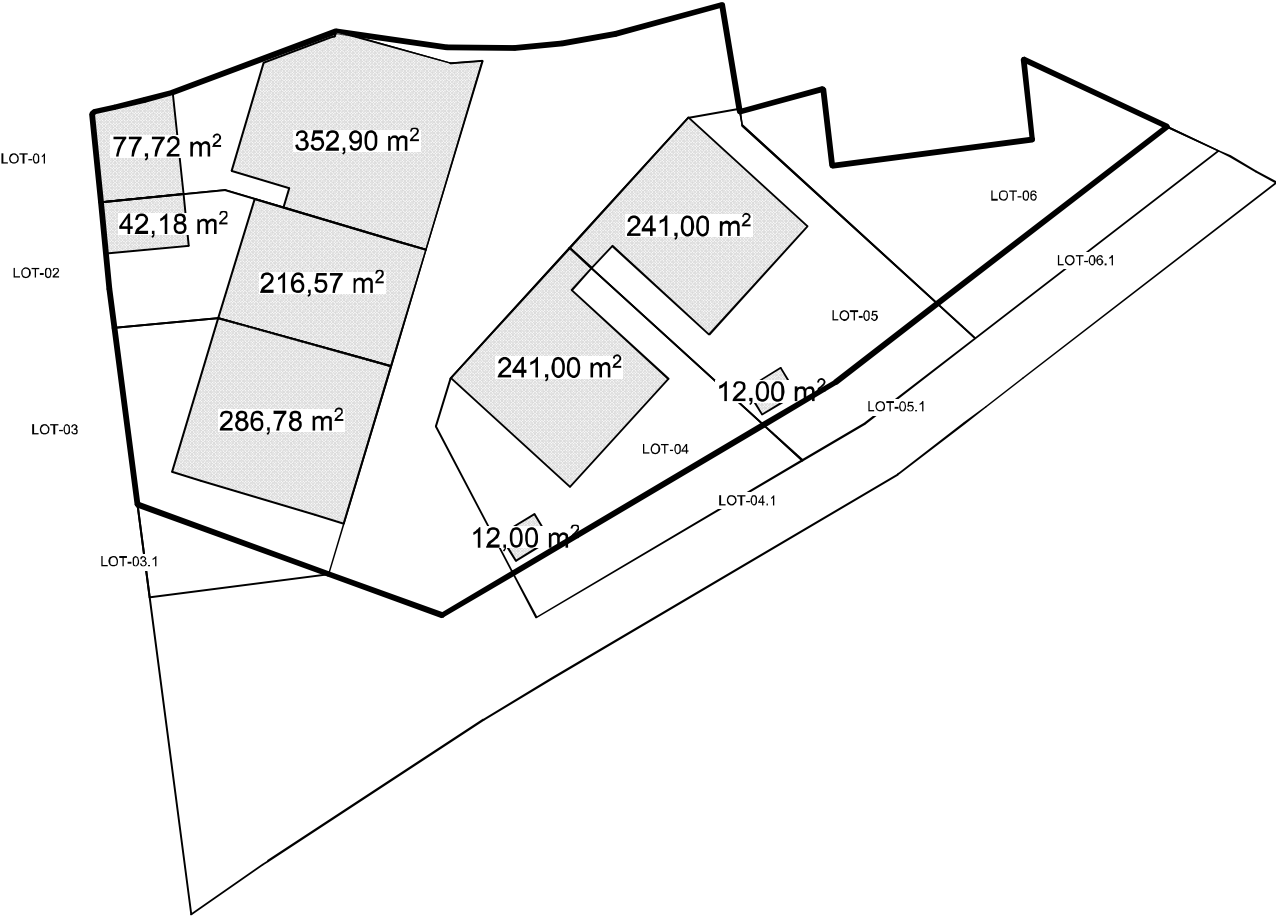 352,90 m²
77,72 m²
LOT-01
LOT-06
42,18 m²
241,00 m²
LOT-06.1
LOT-02
216,57 m²
LOT-05
241,00 m²
12,00 m²
LOT-05.1
286,78 m²
LOT-03
LOT-04
LOT-04.1
12,00 m²
LOT-03.1